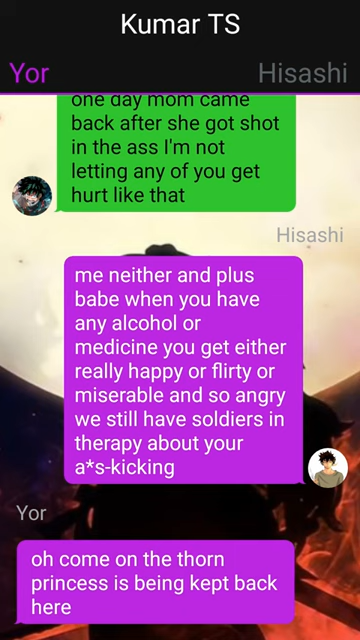 Kumar TS
Yor Hisashi
one day mom came
back after she got shot
in the ass I'm not
letting any of you get
hurt like that
Hisashi
me neither and plus
babe when you have
any alcohol or
medicine you get either
really happy or flirty or
miserable and so angry
we still have soldiers in
therapy about your
a*s-kicking
Yor
oh come on the thorn
princess is being kept back
here